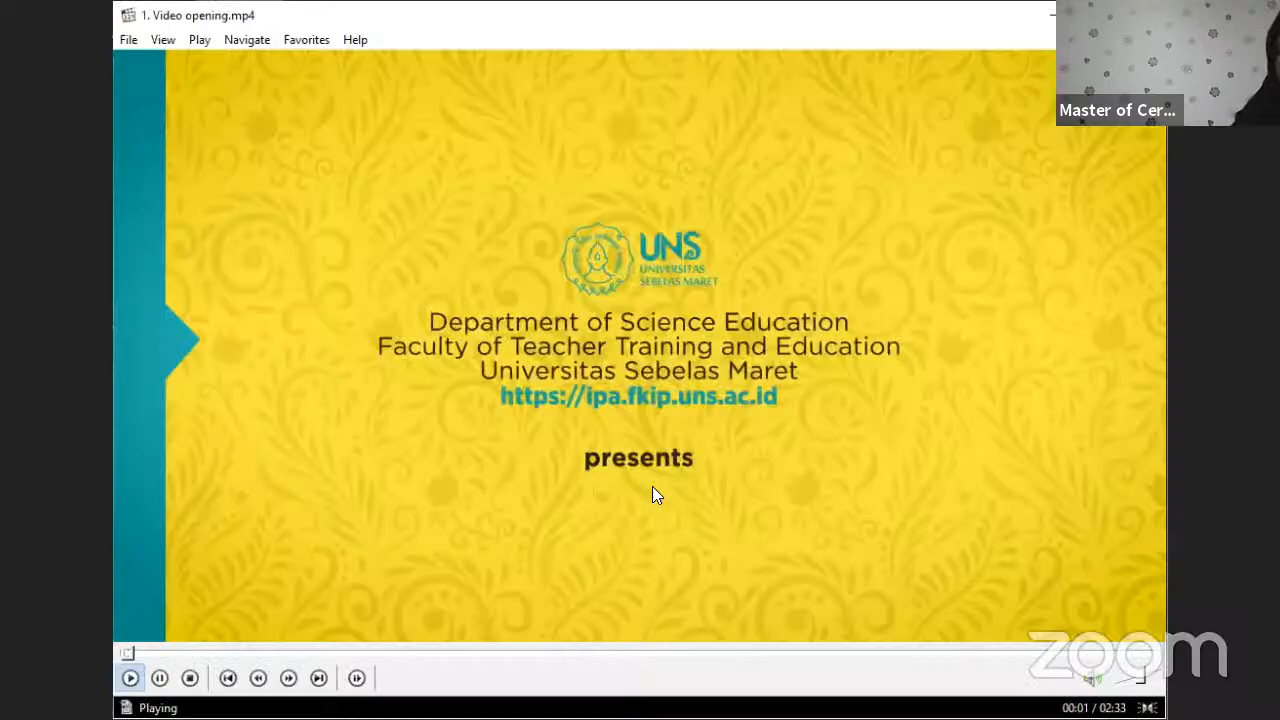 1. Video opening.mp4
File View Play Navigate Favorites Help
Master of Cer...
UNS
UNIVERSITAS
SEBELAS MARET
Department of Science Education
Faculty of Teacher Training and Education
Universitas Sebelas Maret
https://ipa.fkip.uns.ac.id
presents
zoom
Playing
00:01 / 02:33